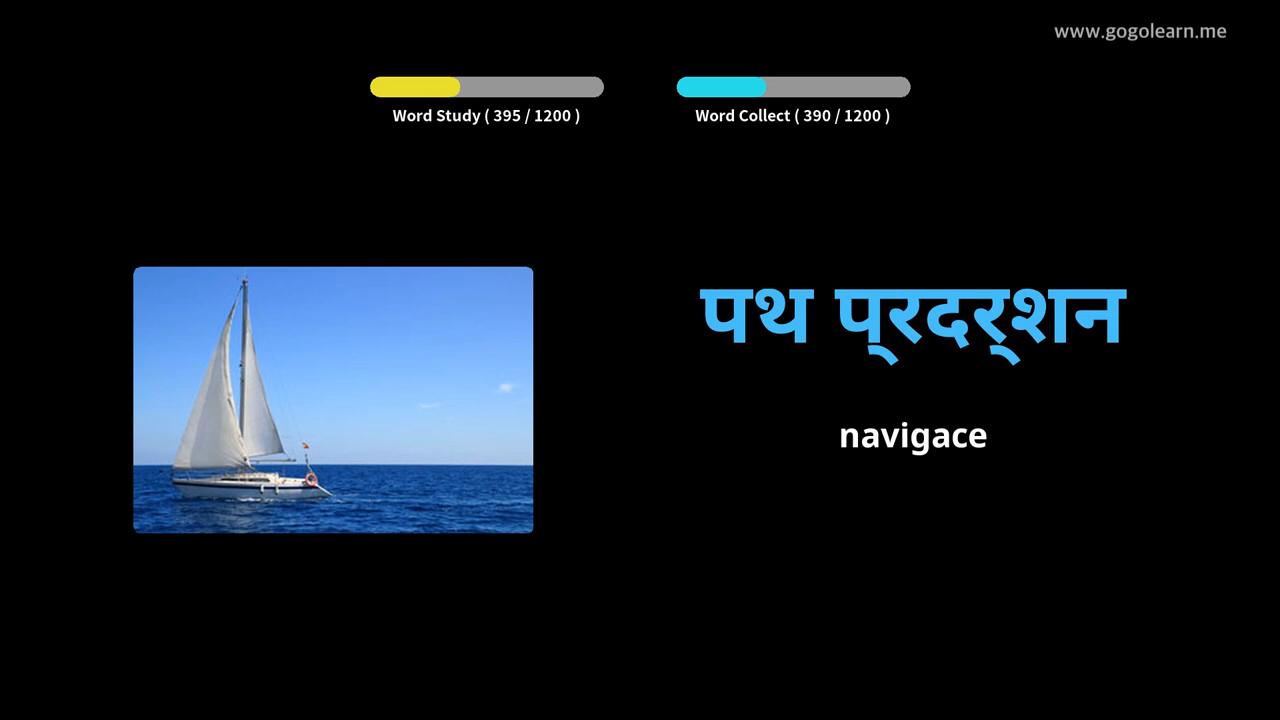 www.gogolearn.me
Word Study ( 395 / 1200 )
Word Collect ( 390 / 1200 )
पथ प्रदर्शन
navigace